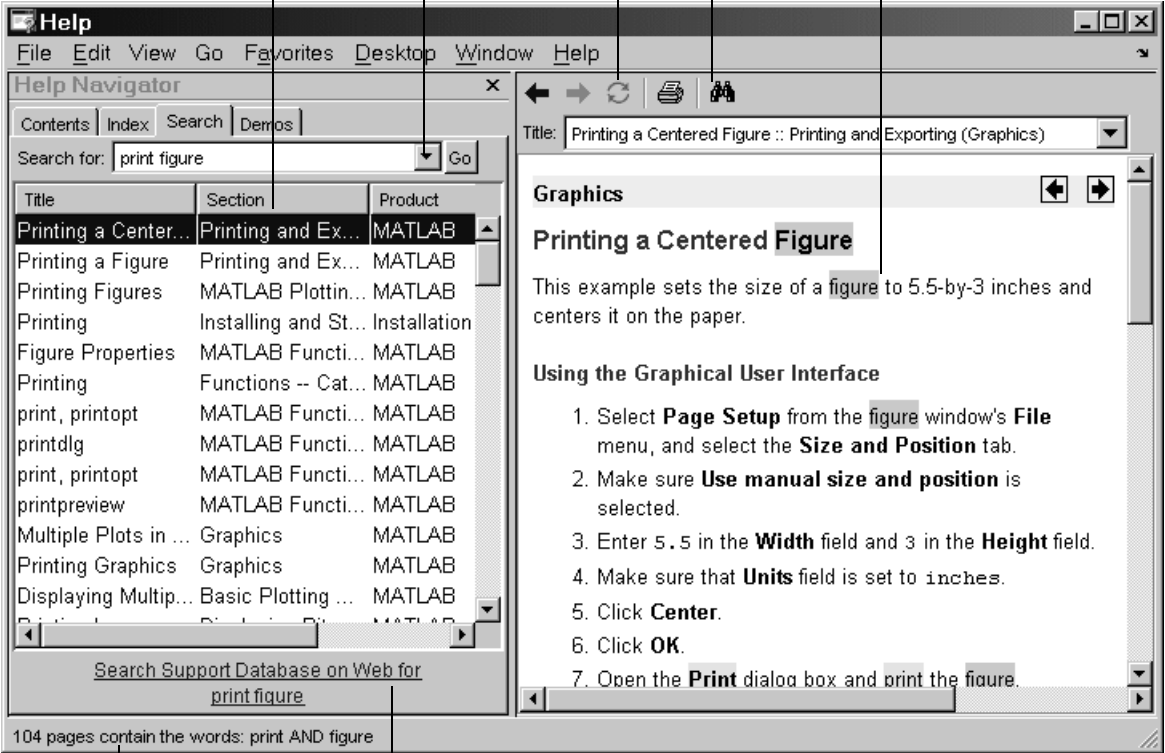 Help
File Edit View Go Favorites Desktop Window Help
Help Navigator
Contents Index Search Demos
Search for: print figure Go
Title Section Product
Printing a Center... Printing and Ex... MATLAB
Printing a Figure Printing and Ex... MATLAB
Printing Figures MATLAB Plottin... MATLAB
Printing Installing and St... Installation
Figure Properties MATLAB Functi... MATLAB
Printing Functions -- Cat... MATLAB
print, printopt MATLAB Functi... MATLAB
printdlg MATLAB Functi... MATLAB
print, printopt MATLAB Functi... MATLAB
printpreview MATLAB Functi... MATLAB
Multiple Plots in ... Graphics MATLAB
Printing Graphics Graphics MATLAB
Displaying Multip... Basic Plotting ... MATLAB
Search Support Database on Web for
print figure
104 pages contain the words: print AND figure
Title: Printing a Centered Figure :: Printing and Exporting (Graphics)
Graphics
Printing a Centered Figure
This example sets the size of a figure to 5.5-by-3 inches and
centers it on the paper.
Using the Graphical User Interface
1. Select Page Setup from the figure window's File
menu, and select the Size and Position tab.
2. Make sure Use manual size and position is
selected.
3. Enter 5.5 in the Width field and 3 in the Height field.
4. Make sure that Units field is set to inches.
5. Click Center.
6. Click OK.
7. Open the Print dialog box and print the figure.